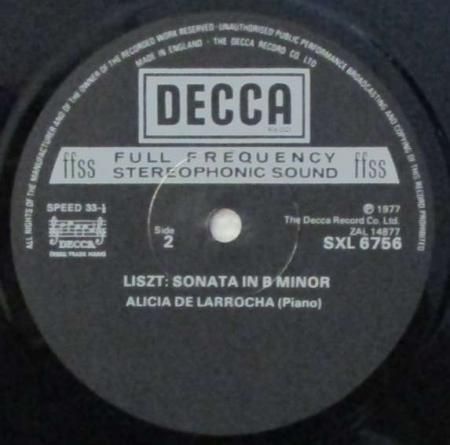 ALL RIGHTS OF THE MANUFACTURER AND OF THE OWNER OF THE RECORDED WORK RESERVED · UNAUTHORISED PUBLIC PERFORMANCE BROADCASTING AND COPYING OF THIS RECORD PROHIBITED
MADE IN ENGLAND · THE DECCA RECORD CO LTD
DECCA
ffss FULL FREQUENCY ffss
STEREOPHONIC SOUND
SPEED 33-⅓
DECCA
Side
2
℗ 1977
The Decca Record Co. Ltd.
ZAL 14877
SXL 6756
LISZT: SONATA IN B MINOR
ALICIA DE LARROCHA (Piano)